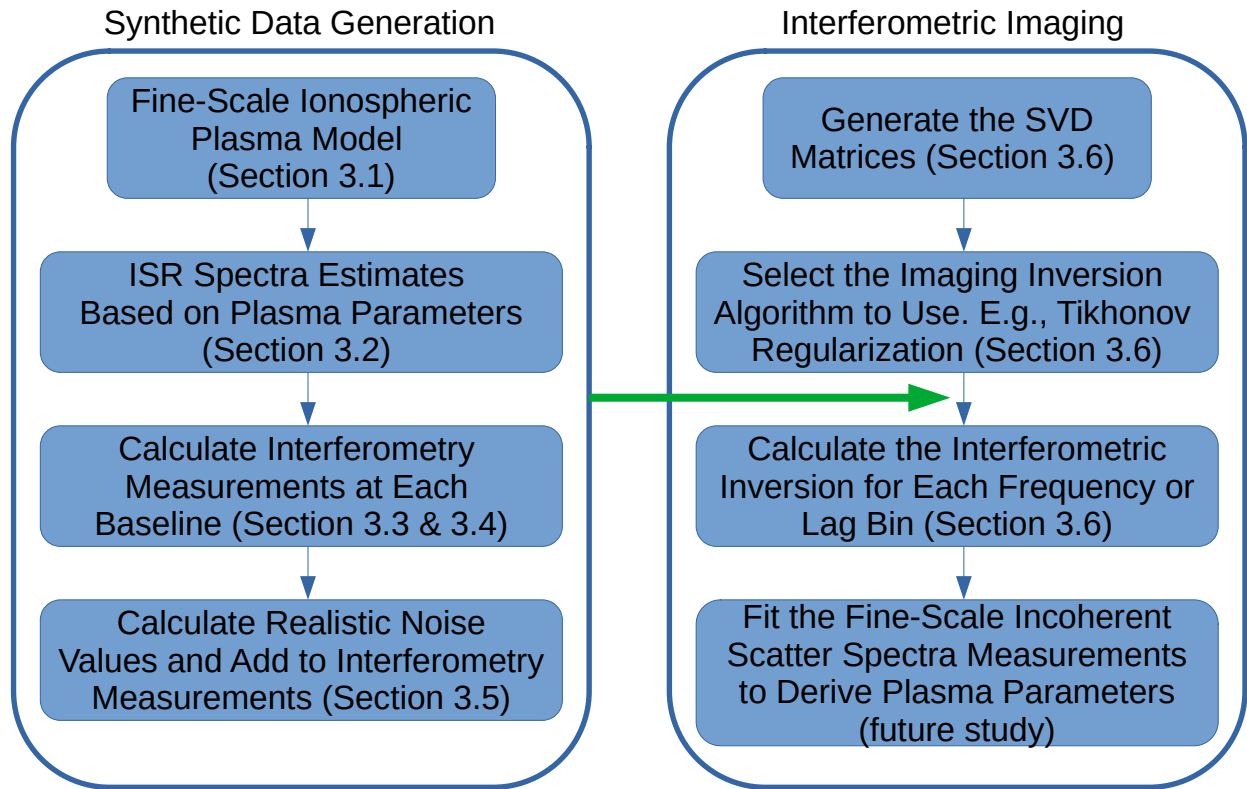 Synthetic Data Generation
Fine-Scale Ionospheric
Plasma Model
(Section 3.1)
ISR Spectra Estimates
Based on Plasma Parameters
(Section 3.2)
Calculate Interferometry
Measurements at Each
Baseline (Section 3.3 & 3.4)
Calculate Realistic Noise
Values and Add to Interferometry
Measurements (Section 3.5)
Interferometric Imaging
Generate the SVD
Matrices (Section 3.6)
Select the Imaging Inversion
Algorithm to Use. E.g., Tikhonov
Regularization (Section 3.6)
Calculate the Interferometric
Inversion for Each Frequency or
Lag Bin (Section 3.6)
Fit the Fine-Scale Incoherent
Scatter Spectra Measurements
to Derive Plasma Parameters
(future study)